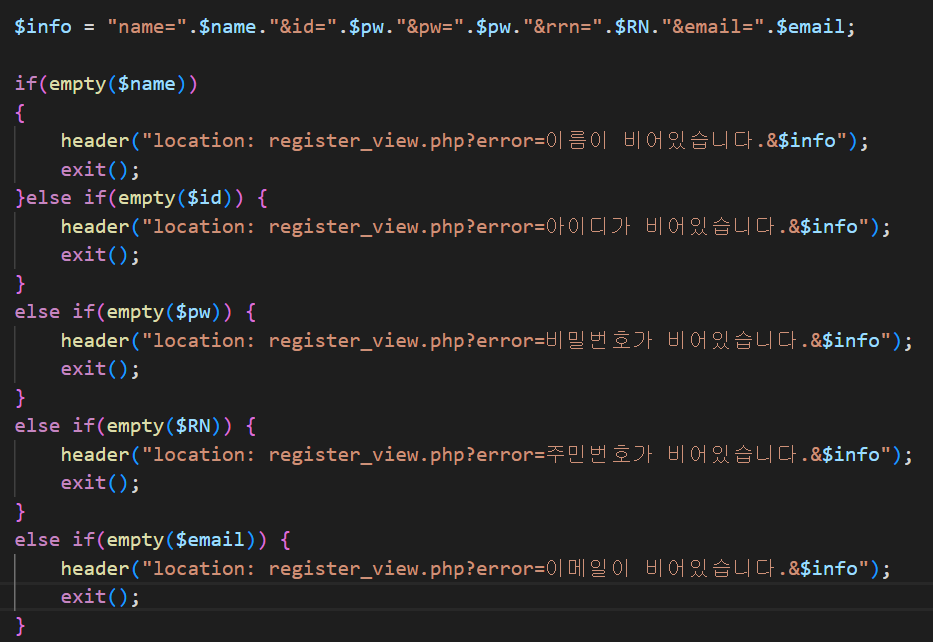 $info = "name=".$name."&id=".$pw."&pw=".$pw."&rrn=".$RN."&email=".$email;
if(empty($name))
{
header("location: register_view.php?error=이름이 비어있습니다.&$info");
exit();
}else if(empty($id)) {
header("location: register_view.php?error=아이디가 비어있습니다.&$info");
exit();
}
else if(empty($pw)) {
header("location: register_view.php?error=비밀번호가 비어있습니다.&$info");
exit();
}
else if(empty($RN)) {
header("location: register_view.php?error=주민번호가 비어있습니다.&$info");
exit();
}
else if(empty($email)) {
header("location: register_view.php?error=이메일이 비어있습니다.&$info");
exit();
}